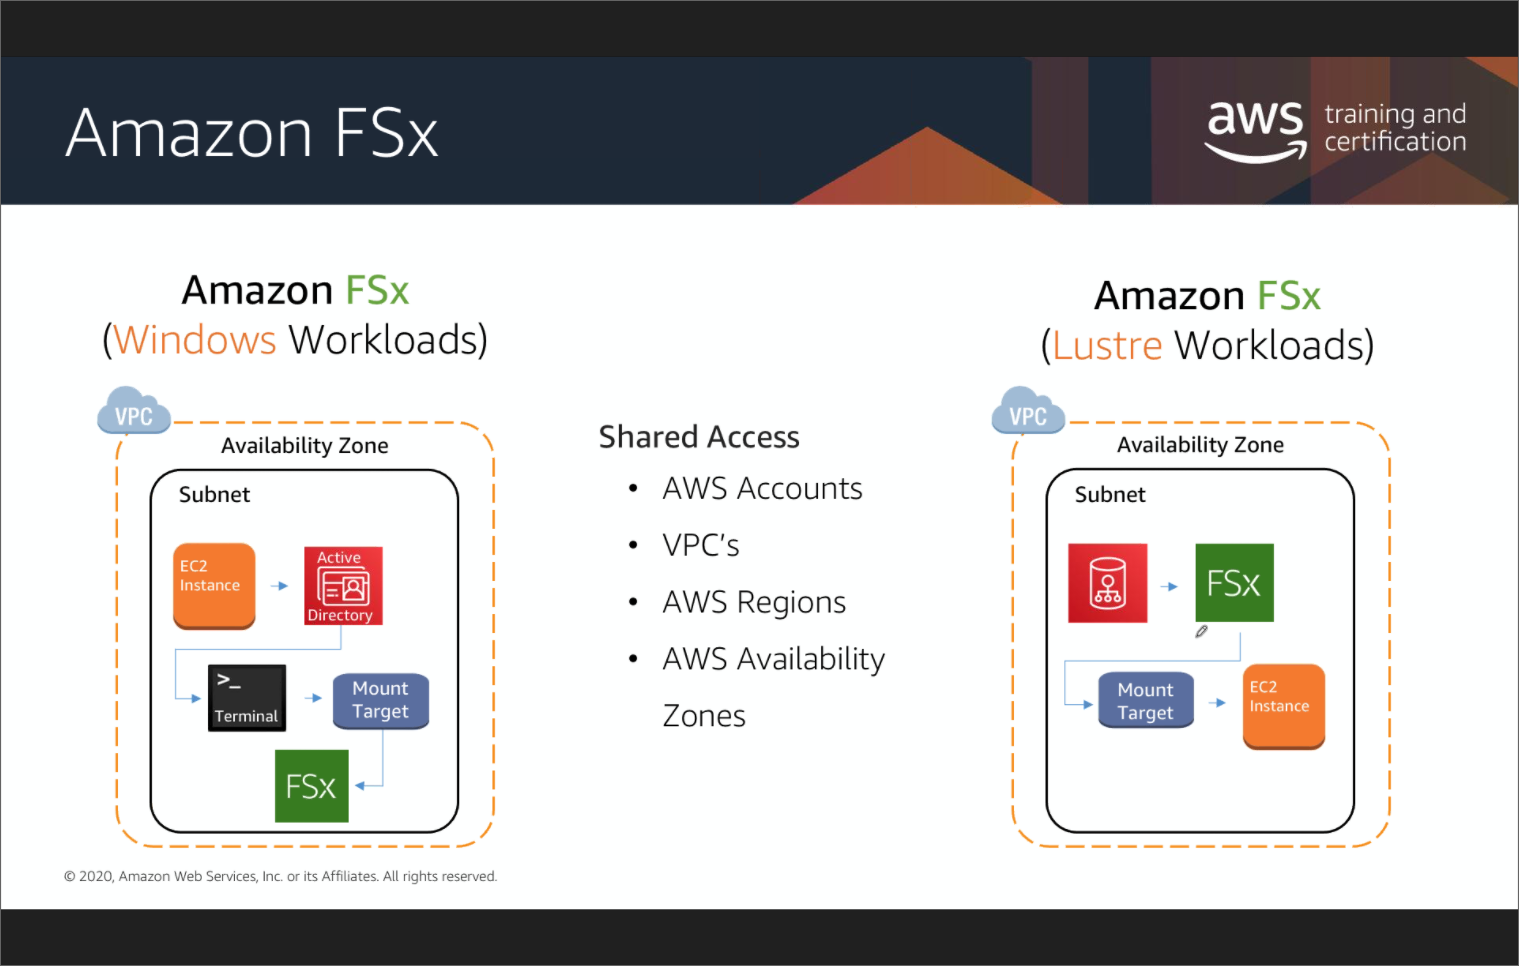 Amazon FSx
aws training and
certification
Amazon FSx
(Windows Workloads)
VPC
Availability Zone
Subnet
EC2
Instance
Active
Directory
>_
Terminal
Mount
Target
FSx
Shared Access
• AWS Accounts
• VPC's
• AWS Regions
• AWS Availability
Zones
Amazon FSx
(Lustre Workloads)
VPC
Availability Zone
Subnet
FSx
Mount
Target
EC2
Instance
© 2020, Amazon Web Services, Inc. or its Affiliates. All rights reserved.